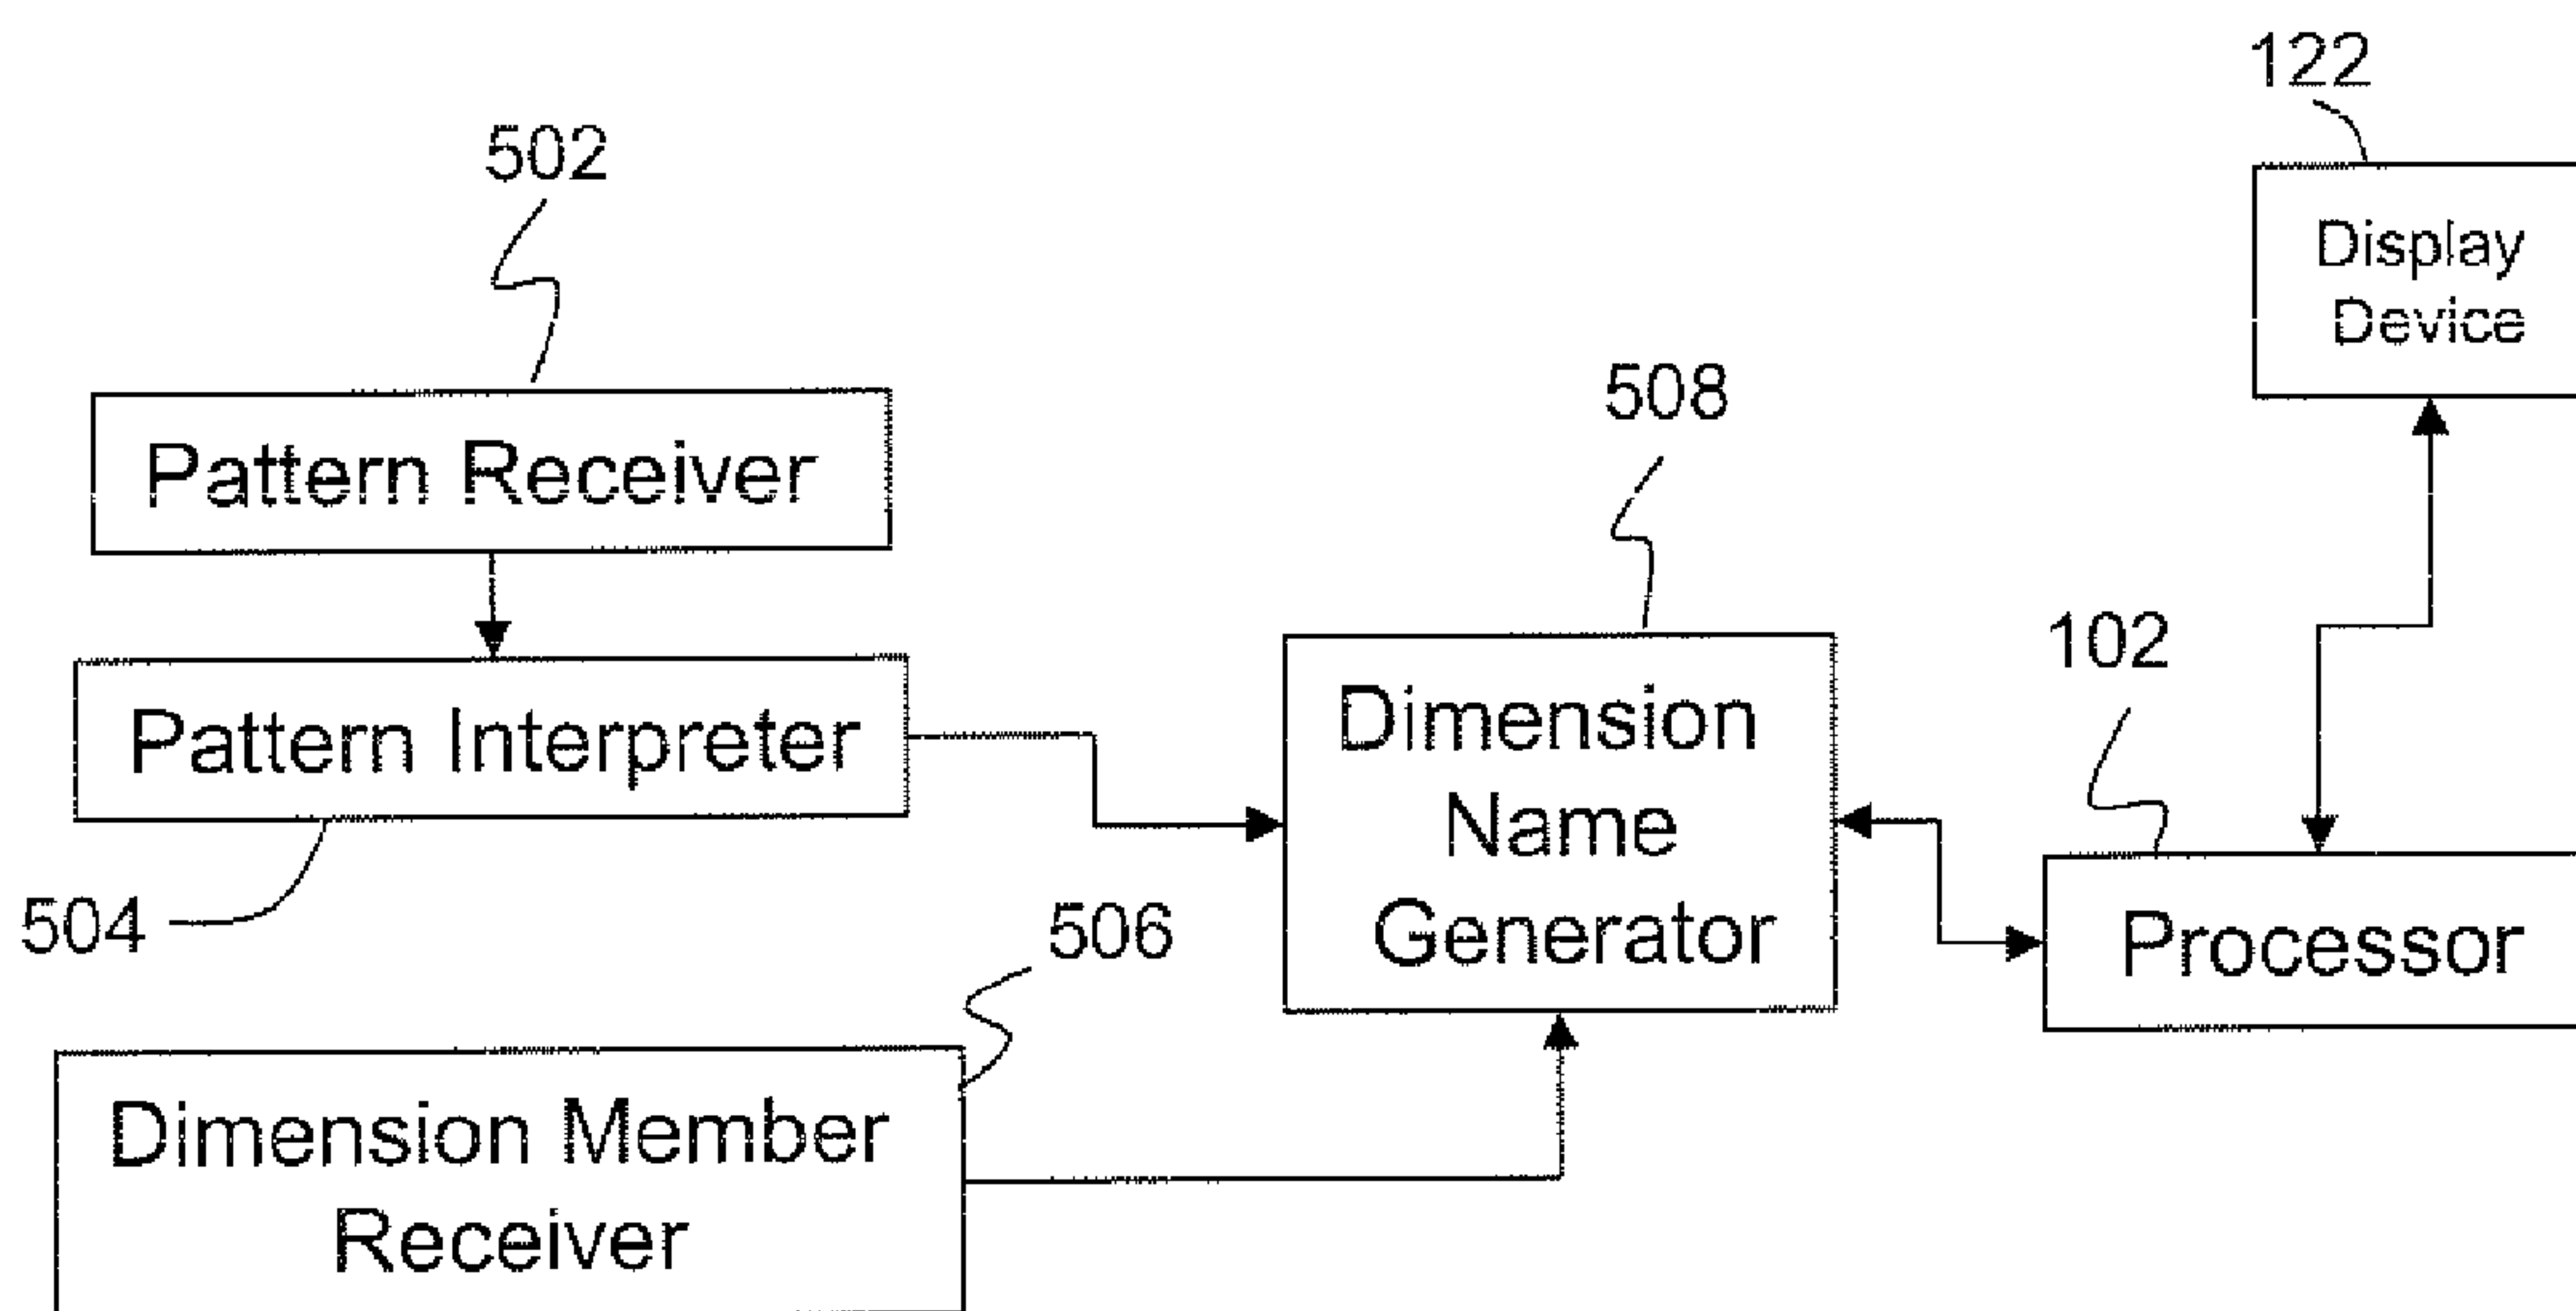 122
502
Display
Device
508
Pattern Receiver
102
Pattern Interpreter
Dimension
Name
Generator
504
506
Processor
Dimension Member
Receiver